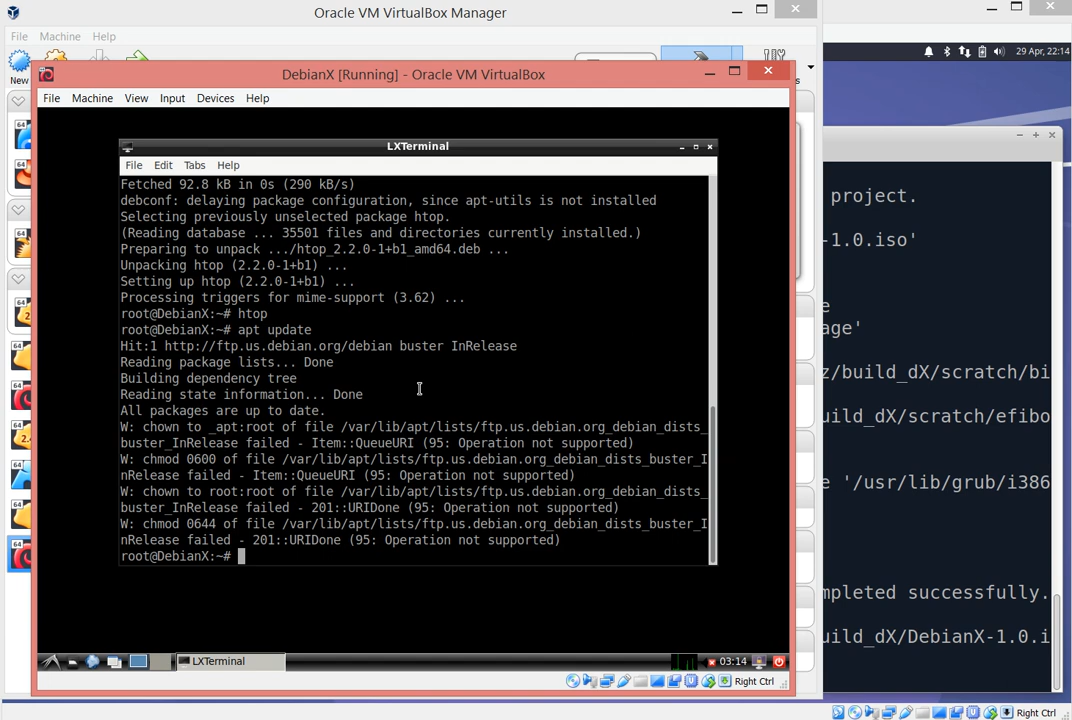 Oracle VM VirtualBox Manager
File Machine Help
New
29 Apr, 22:14
DebianX [Running] - Oracle VM VirtualBox
File Machine View Input Devices Help
LXTerminal
File Edit Tabs Help
Fetched 92.8 kB in 0s (290 kB/s)
debconf: delaying package configuration, since apt-utils is not installed
Selecting previously unselected package htop.
(Reading database ... 35501 files and directories currently installed.)
Preparing to unpack .../htop_2.2.0-1+b1_amd64.deb ...
Unpacking htop (2.2.0-1+b1) ...
Setting up htop (2.2.0-1+b1) ...
Processing triggers for mime-support (3.62) ...
root@DebianX:~# htop
root@DebianX:~# apt update
Hit:1 http://ftp.us.debian.org/debian buster InRelease
Reading package lists... Done
Building dependency tree
Reading state information... Done
All packages are up to date.
W: chown to _apt:root of file /var/lib/apt/lists/ftp.us.debian.org_debian_dists_
buster_InRelease failed - Item::QueueURI (95: Operation not supported)
W: chmod 0600 of file /var/lib/apt/lists/ftp.us.debian.org_debian_dists_buster_I
nRelease failed - Item::QueueURI (95: Operation not supported)
W: chown to root:root of file /var/lib/apt/lists/ftp.us.debian.org_debian_dists_
buster_InRelease failed - 201::URIDone (95: Operation not supported)
W: chmod 0644 of file /var/lib/apt/lists/ftp.us.debian.org_debian_dists_buster_I
nRelease failed - 201::URIDone (95: Operation not supported)
root@DebianX:~#
LXTerminal
03:14
Right Ctrl
project.
-1.0.iso'
e
age'
z/build_dX/scratch/bi
uild_dX/scratch/efibo
e '/usr/lib/grub/i386
mpleted successfully.
uild_dX/DebianX-1.0.i
Right Ctrl